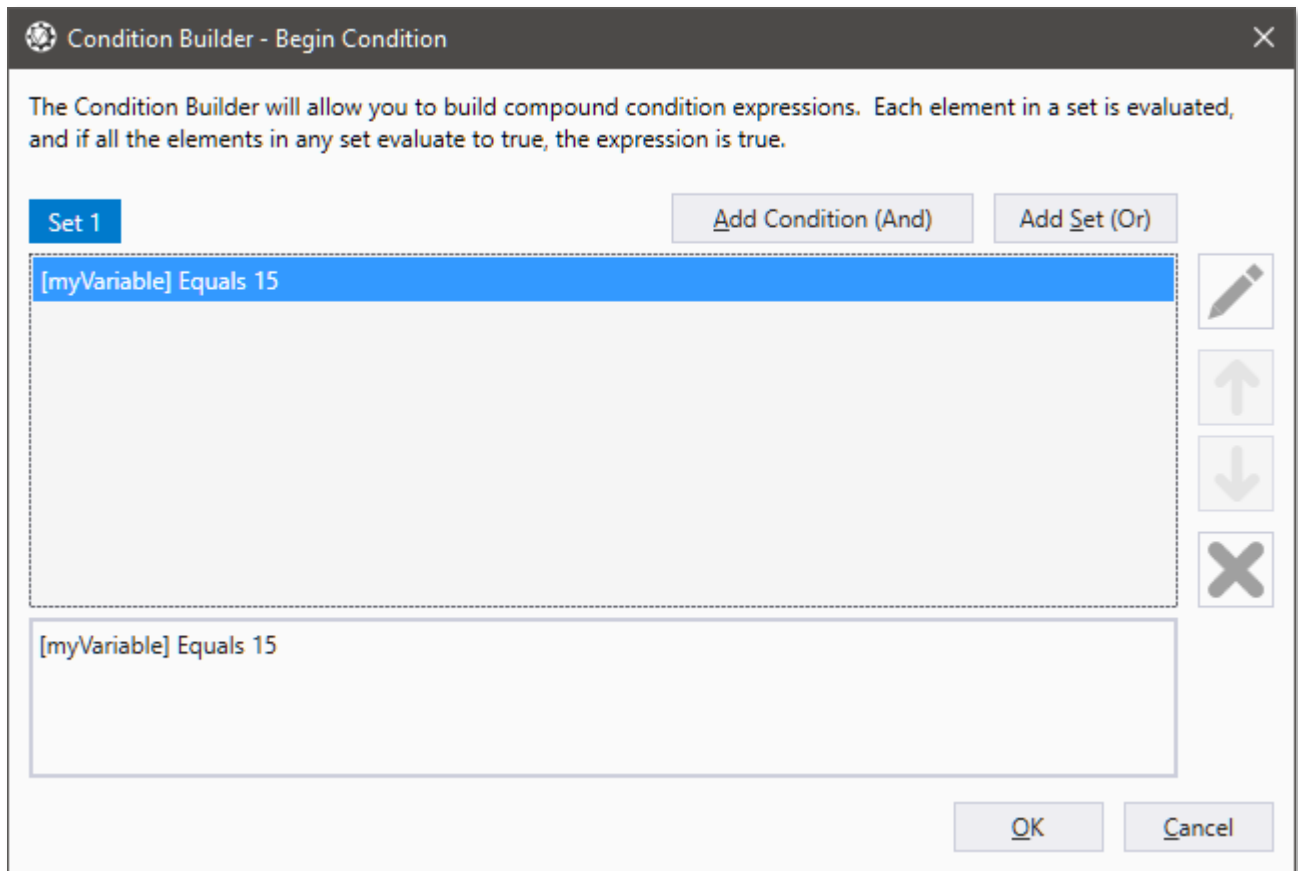 Condition Builder - Begin Condition
The Condition Builder will allow you to build compound condition expressions.  Each element in a set is evaluated,
and if all the elements in any set evaluate to true, the expression is true.
Set 1
Add Condition (And)
Add Set (Or)
[myVariable] Equals 15
[myVariable] Equals 15
OK
Cancel